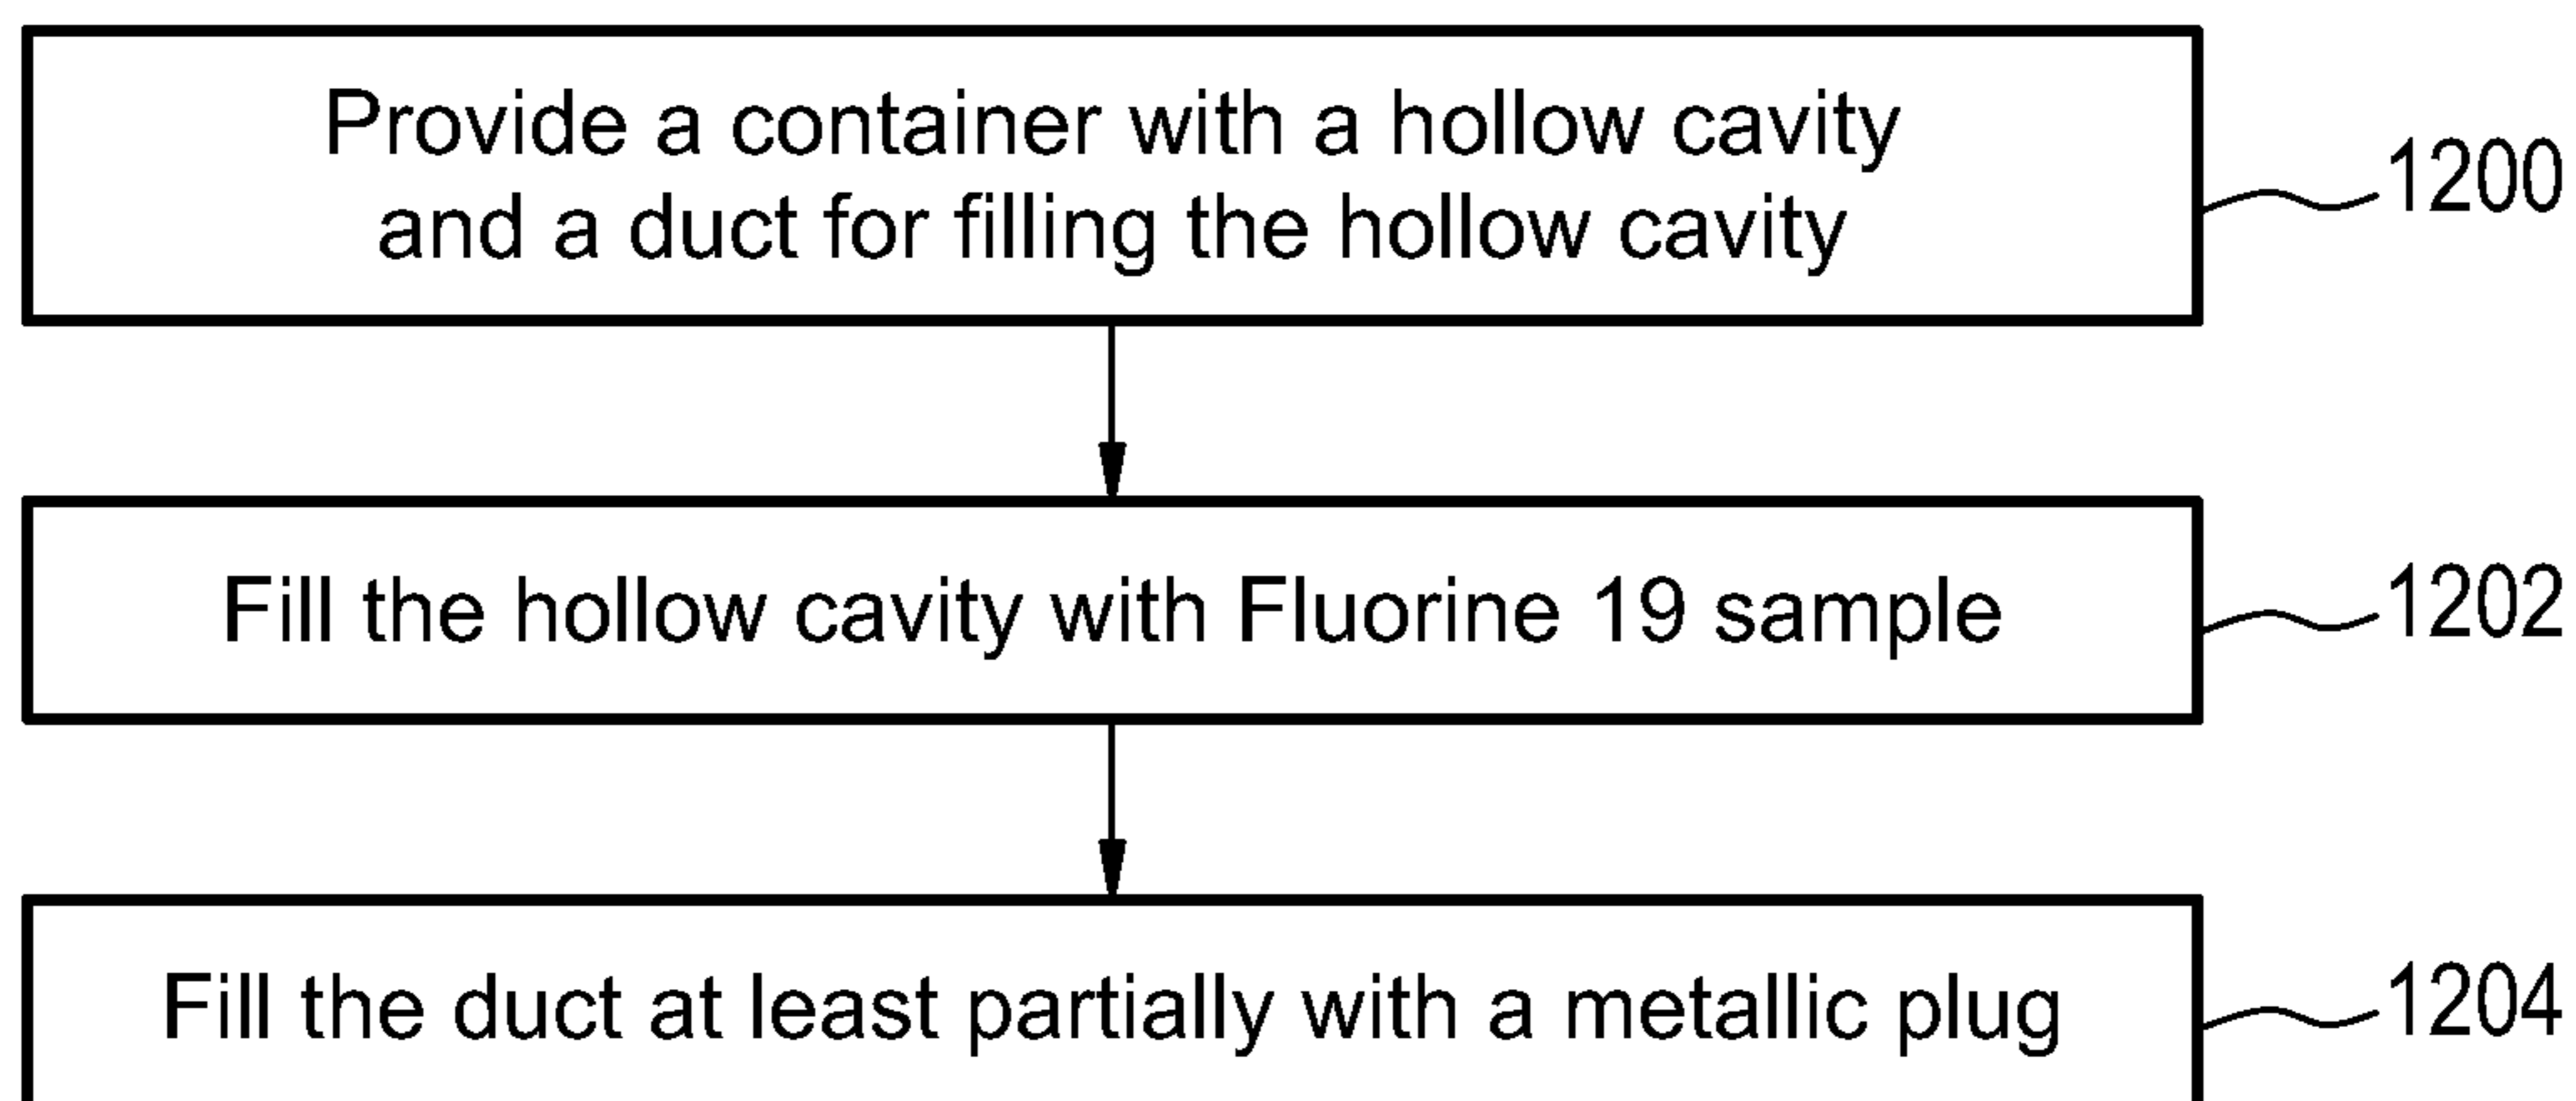 Provide a container with a hollow cavity
and a duct for filling the hollow cavity
1200
Fill the hollow cavity with Fluorine 19 sample
1202
Fill the duct at least partially with a metallic plug
1204